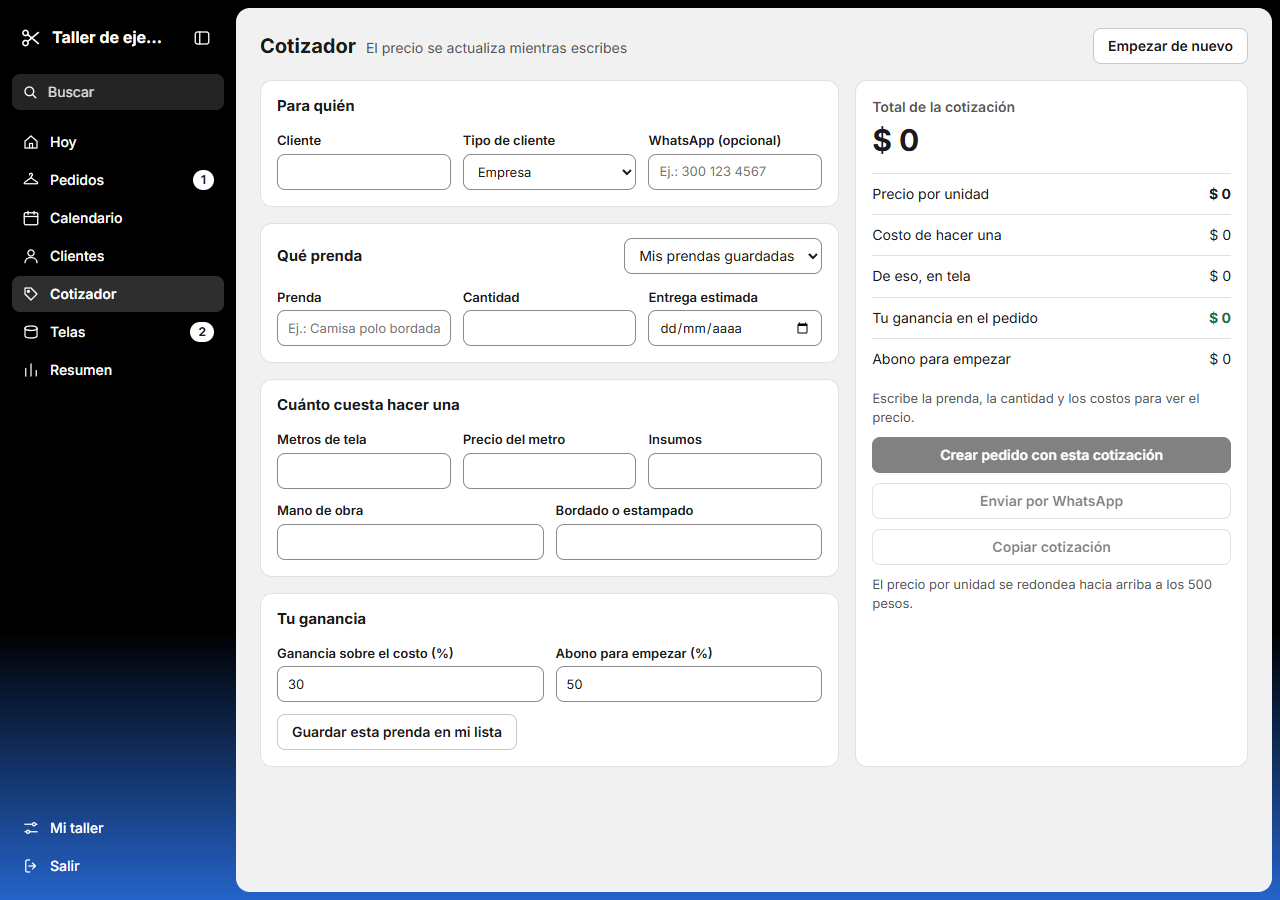 Taller de eje...
Buscar
Hoy
Pedidos 1
Calendario
Clientes
Cotizador
Telas 2
Resumen
Mi taller
Salir
Cotizador El precio se actualiza mientras escribes
Empezar de nuevo
Para quién
Cliente Tipo de cliente WhatsApp (opcional)
Empresa Ej.: 300 123 4567
Qué prenda Mis prendas guardadas
Prenda Cantidad Entrega estimada
Ej.: Camisa polo bordada dd/mm/aaaa
Cuánto cuesta hacer una
Metros de tela Precio del metro Insumos
Mano de obra Bordado o estampado
Tu ganancia
Ganancia sobre el costo (%) Abono para empezar (%)
30 50
Guardar esta prenda en mi lista
Total de la cotización
$ 0
Precio por unidad $ 0
Costo de hacer una $ 0
De eso, en tela $ 0
Tu ganancia en el pedido $ 0
Abono para empezar $ 0
Escribe la prenda, la cantidad y los costos para ver el
precio.
Crear pedido con esta cotización
Enviar por WhatsApp
Copiar cotización
El precio por unidad se redondea hacia arriba a los 500
pesos.